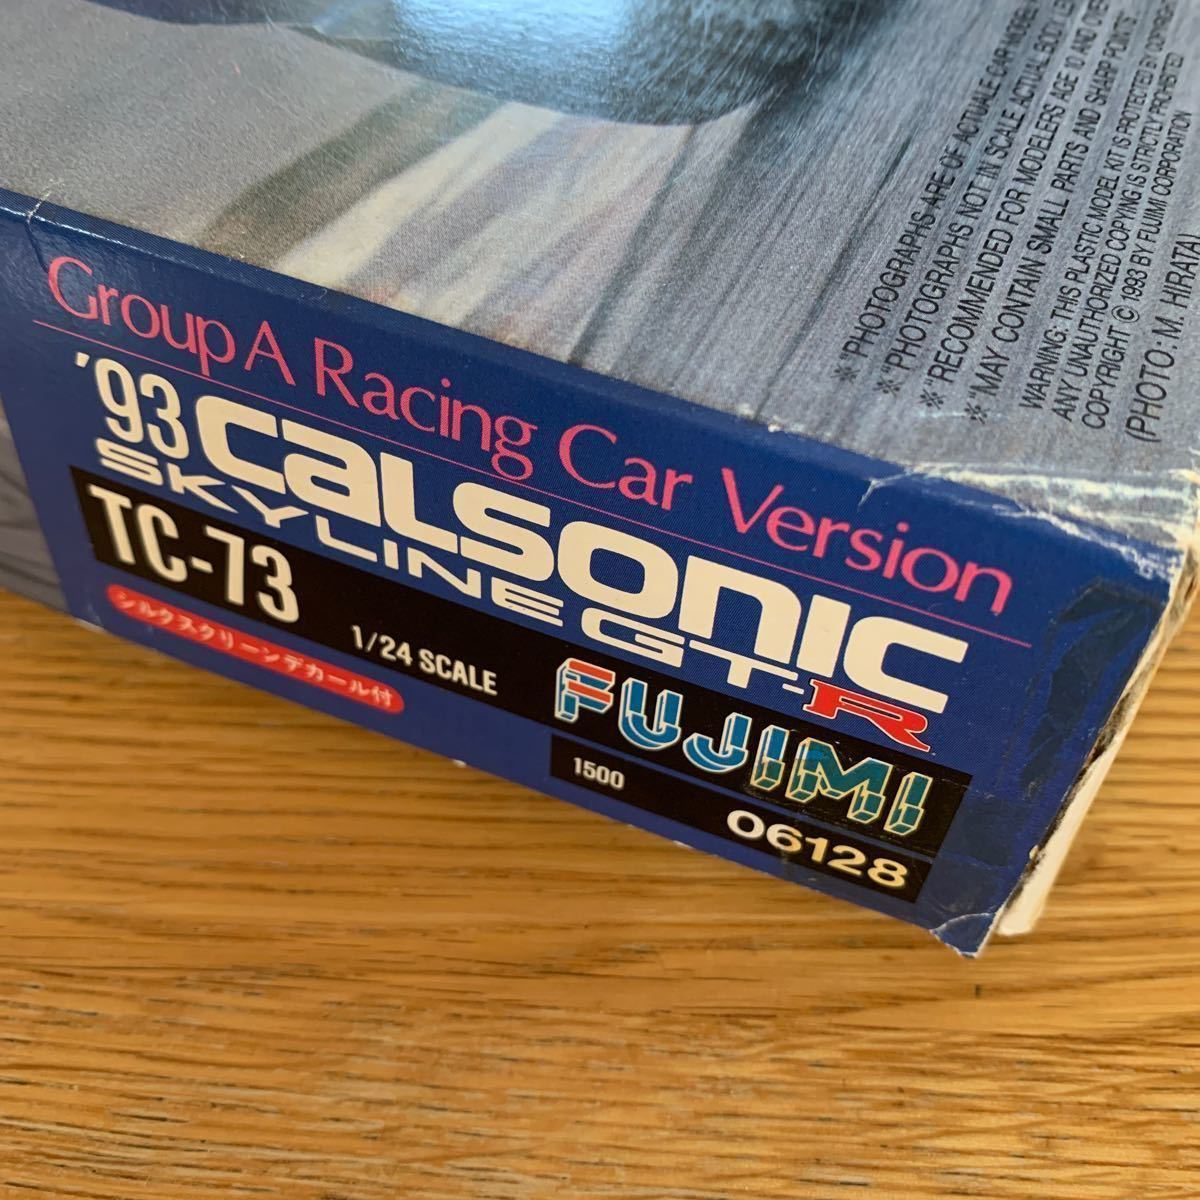 ※"PHOTOGRAPHS ARE OF ACTUALE CAR MODEL
※"PHOTOGRAPHS NOT IN SCALE ACTUAL BODY
※"RECOMMENDED FOR MODELERS AGE 10 AND OVER
※"MAY CONTAIN SMALL PARTS AND SHARP POINTS".
WARNING: THIS PLASTIC MODEL KIT IS PROTECTED BY COPYRIGHT
ANY UNAUTHORIZED COPYING IS STRICTLY PROHIBITED
COPYRIGHT © 1993 BY FUJIMI CORPORATION
(PHOTO: M. HIRATA)
Group A Racing Car Version
'93 CALSONIC
SKYLINE GT-R
TC-73
1/24 SCALE
FUJIMI
シルクスクリーンデカール付
1500
06128